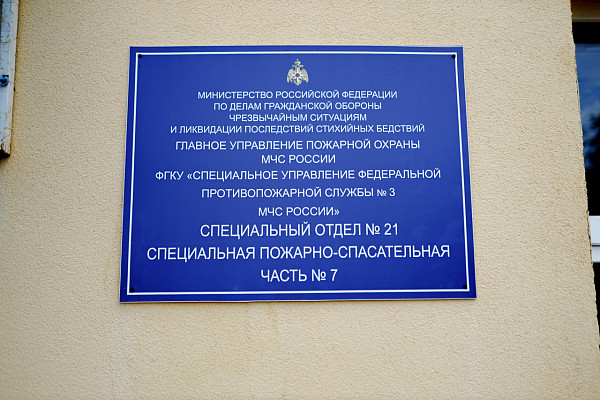 МИНИСТЕРСТВО РОССИЙСКОЙ ФЕДЕРАЦИИ
ПО ДЕЛАМ ГРАЖДАНСКОЙ ОБОРОНЫ
ЧРЕЗВЫЧАЙНЫМ СИТУАЦИЯМ
И ЛИКВИДАЦИИ ПОСЛЕДСТВИЙ СТИХИЙНЫХ БЕДСТВИЙ
ГЛАВНОЕ УПРАВЛЕНИЕ ПОЖАРНОЙ ОХРАНЫ
МЧС РОССИИ
ФГКУ «СПЕЦИАЛЬНОЕ УПРАВЛЕНИЕ ФЕДЕРАЛЬНОЙ
ПРОТИВОПОЖАРНОЙ СЛУЖБЫ № 3
МЧС РОССИИ»
СПЕЦИАЛЬНЫЙ ОТДЕЛ № 21
СПЕЦИАЛЬНАЯ ПОЖАРНО-СПАСАТЕЛЬНАЯ
ЧАСТЬ № 7